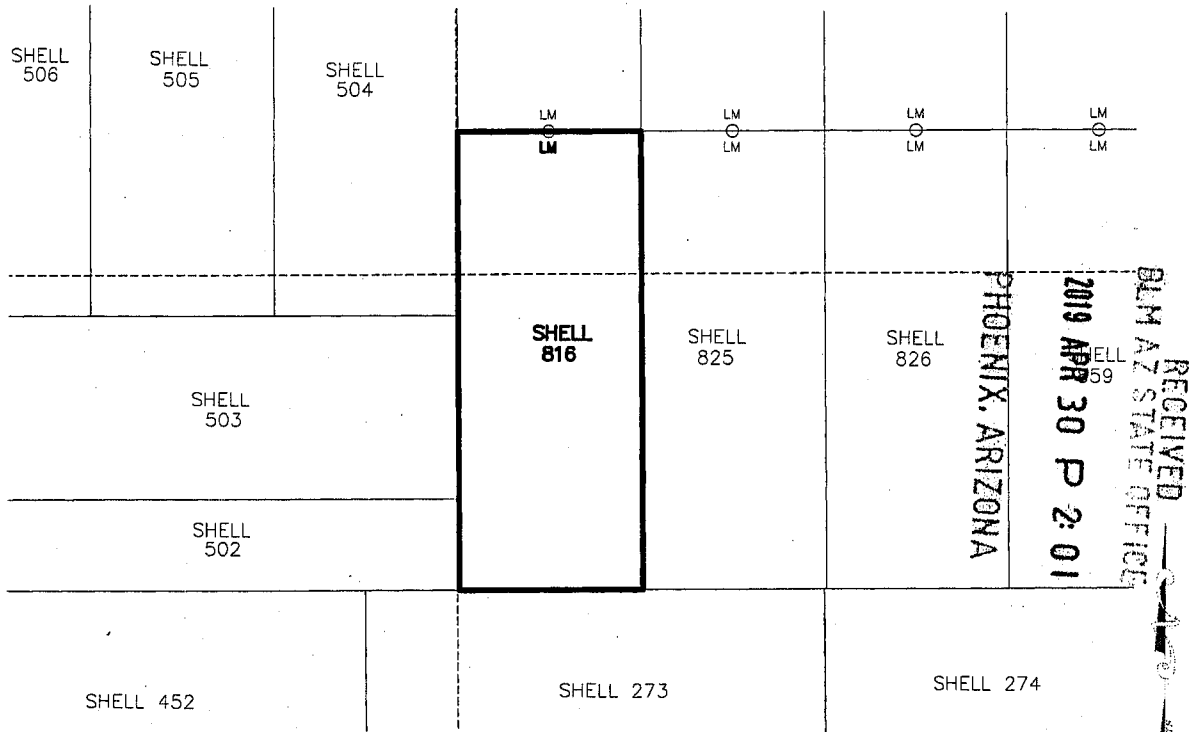 SHELL
506
SHELL
505
SHELL
504
LM
LM
LM
LM
LM
LM
LM
LM
SHELL
816
SHELL
825
SHELL
826
SHELL
503
SHELL
502
SHELL 452
SHELL 273
SHELL 274
RECEIVED
BLM AZ STATE OFFICE
2019 APR 30 P 2:01
PHOENIX, ARIZONA